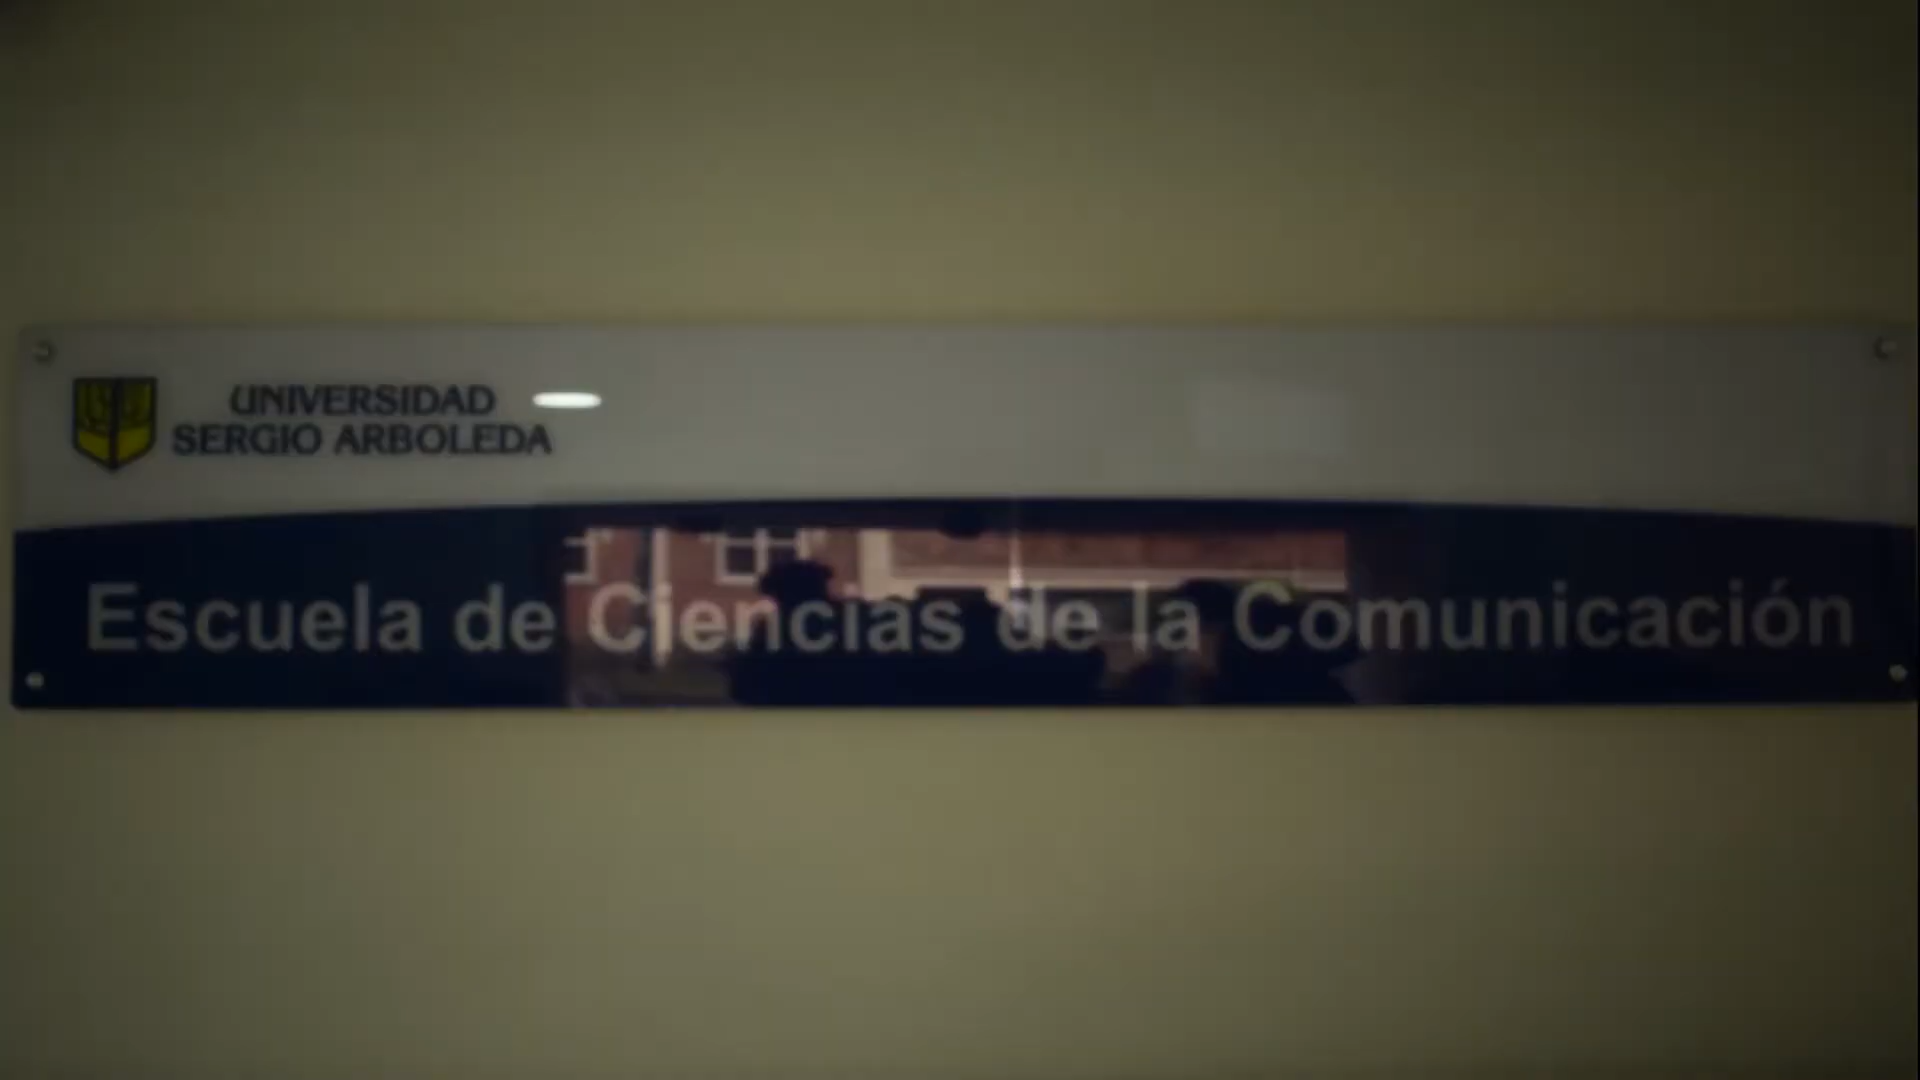 UNIVERSIDAD
SERGIO ARBOLEDA
Escuela de Ciencias de la Comunicación